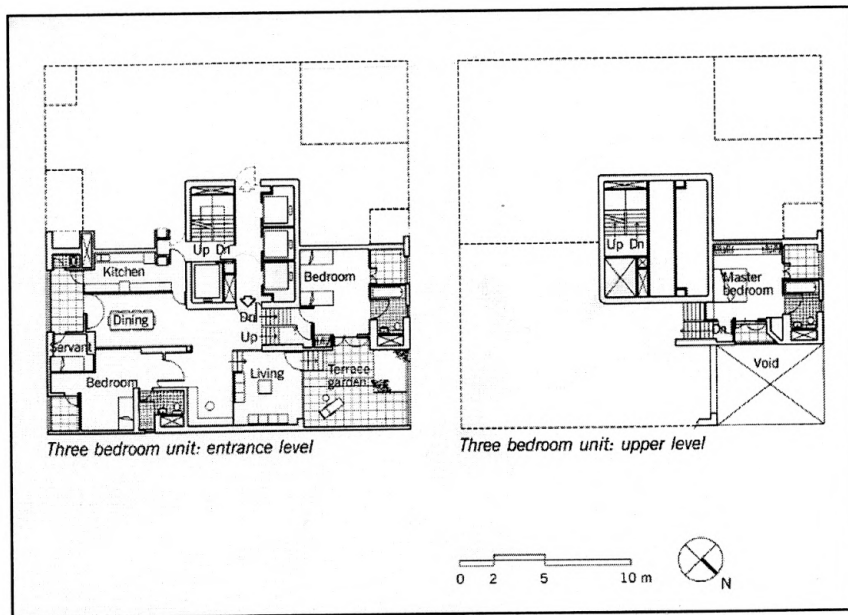 Up Dn
Kitchen
Bedroom
Dining
Dn
Up
Servant
Bedroom
Living
Terrace
garden
Three bedroom unit: entrance level
Up Dn
Master
bedroom
Dn
Void
Three bedroom unit: upper level
0 2 5 10 m
N